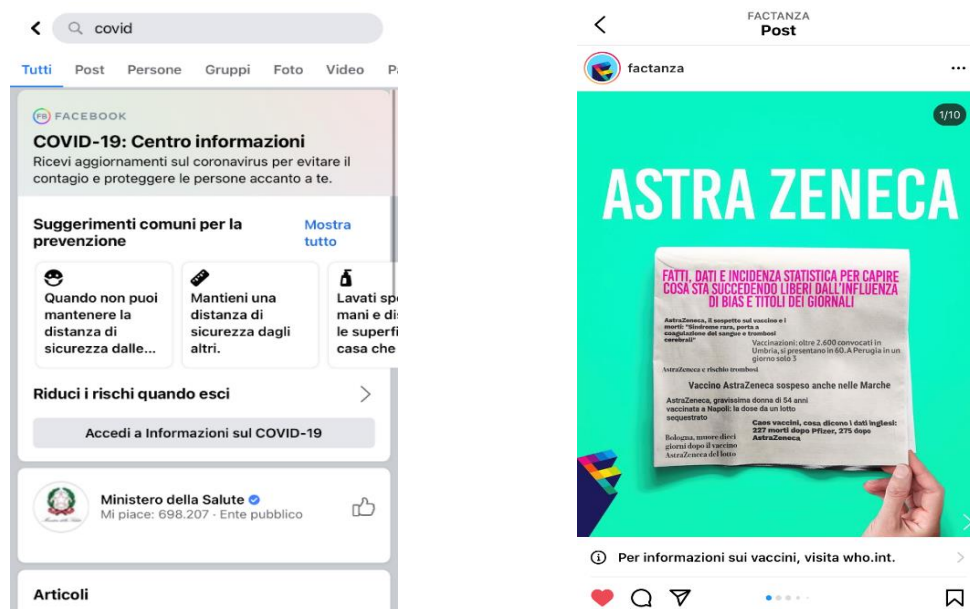 covid
Tutti Post Persone Gruppi Foto Video
FACEBOOK
COVID-19: Centro informazioni
Ricevi aggiornamenti sul coronavirus per evitare il
contagio e proteggere le persone accanto a te.
Suggerimenti comuni per la
prevenzione
Mostra
tutto
Quando non puoi
mantenere la
distanza di
sicurezza dalle...
Mantieni una
distanza di
sicurezza dagli
altri.
Lavati
mani e
le
casa che
Riduci i rischi quando esci
Accedi a Informazioni sul COVID-19
Ministero della Salute
Mi piace: 698.207 · Ente pubblico
Articoli
FACTANZA
Post
factanza
1/10
ASTRA ZENECA
FATTI, DATI E INCIDENZA STATISTICA PER CAPIRE
COSA STA SUCCEDENDO LIBERI DALL'INFLUENZA
DI BIAS E TITOLI DEI GIORNALI
AstraZeneca, il sospetto sul vaccino e i
morti: "Sindrome rara, porta a
coagulazione del sangue e trombosi
cerebrali"
Vaccinazioni: oltre 2.600 convocati in
Umbria, si presentano in 60. A Perugia in un
giorno solo 3
AstraZeneca e rischio trombosi
Vaccino AstraZeneca sospeso anche nelle Marche
AstraZeneca, gravissima donna di 54 anni
vaccinata a Napoli: la dose da un lotto
sequestrato
Caos vaccini, cosa dicono i dati inglesi:
227 morti dopo Pfizer, 275 dopo
AstraZeneca
Bologna, muore dieci
giorni dopo il vaccino
AstraZeneca del lotto
Per informazioni sui vaccini, visita who.int.